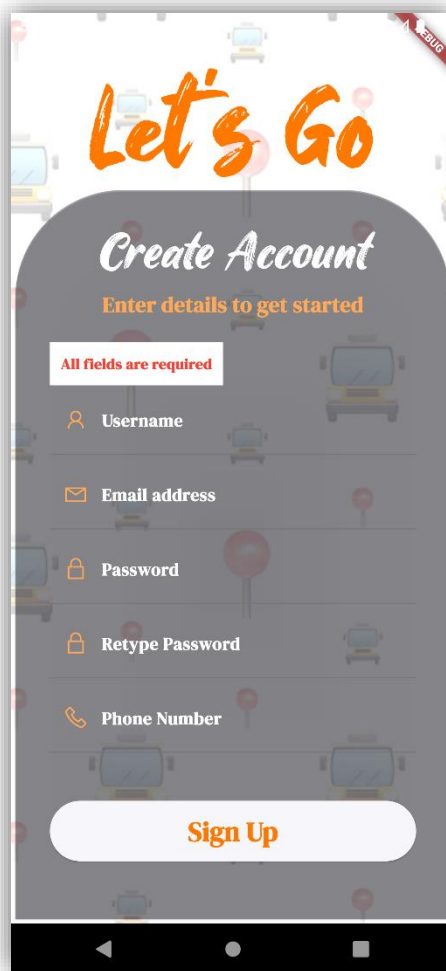 Let's Go
Create Account
Enter details to get started
All fields are required
Username
Email address
Password
Retype Password
Phone Number
Sign Up